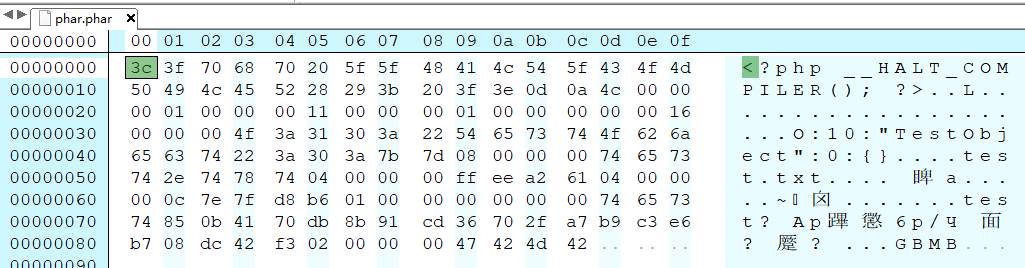 phar.phar
00000000 00 01 02 03 04 05 06 07 08 09 0a 0b 0c 0d 0e 0f
00000000 3c 3f 70 68 70 20 5f 5f 48 41 4c 54 5f 43 4f 4d <?php __HALT_COM
00000010 50 49 4c 45 52 28 29 3b 20 3f 3e 0d 0a 4c 00 00 PILER(); ?>..L..
00000020 00 01 00 00 00 11 00 00 00 01 00 00 00 00 00 16 ................
00000030 00 00 00 4f 3a 31 30 3a 22 54 65 73 74 4f 62 6a ...O:10:"TestObj
00000040 65 63 74 22 3a 30 3a 7b 7d 08 00 00 00 74 65 73 ect":0:{}....tes
00000050 74 2e 74 78 74 04 00 00 00 ff ee a2 61 04 00 00 t.txt.... 睥 a...
00000060 00 0c 7e 7f d8 b6 01 00 00 00 00 00 00 74 65 73 ..~ 囟 .......tes
00000070 74 85 0b 41 70 db 8b 91 cd 36 70 2f a7 b9 c3 e6 t? Ap 懲 6p/Ч 面
00000080 b7 08 dc 42 f3 02 00 00 00 47 42 4d 42 .. .. .. ? ? ...GBMB...
00000090